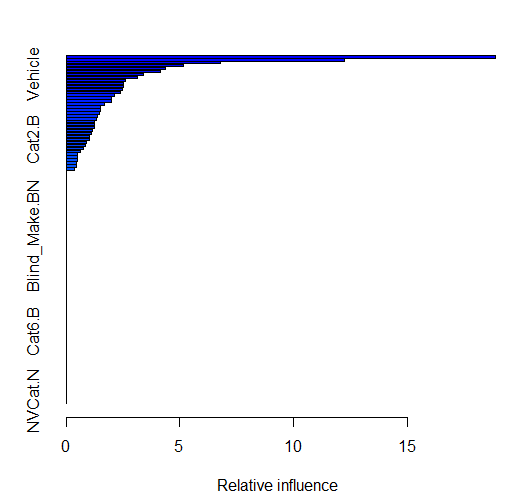 Vehicle
Cat2.B
Blind_Make.BN
Cat6.B
NVCat.N
0 5 10 15
Relative influence